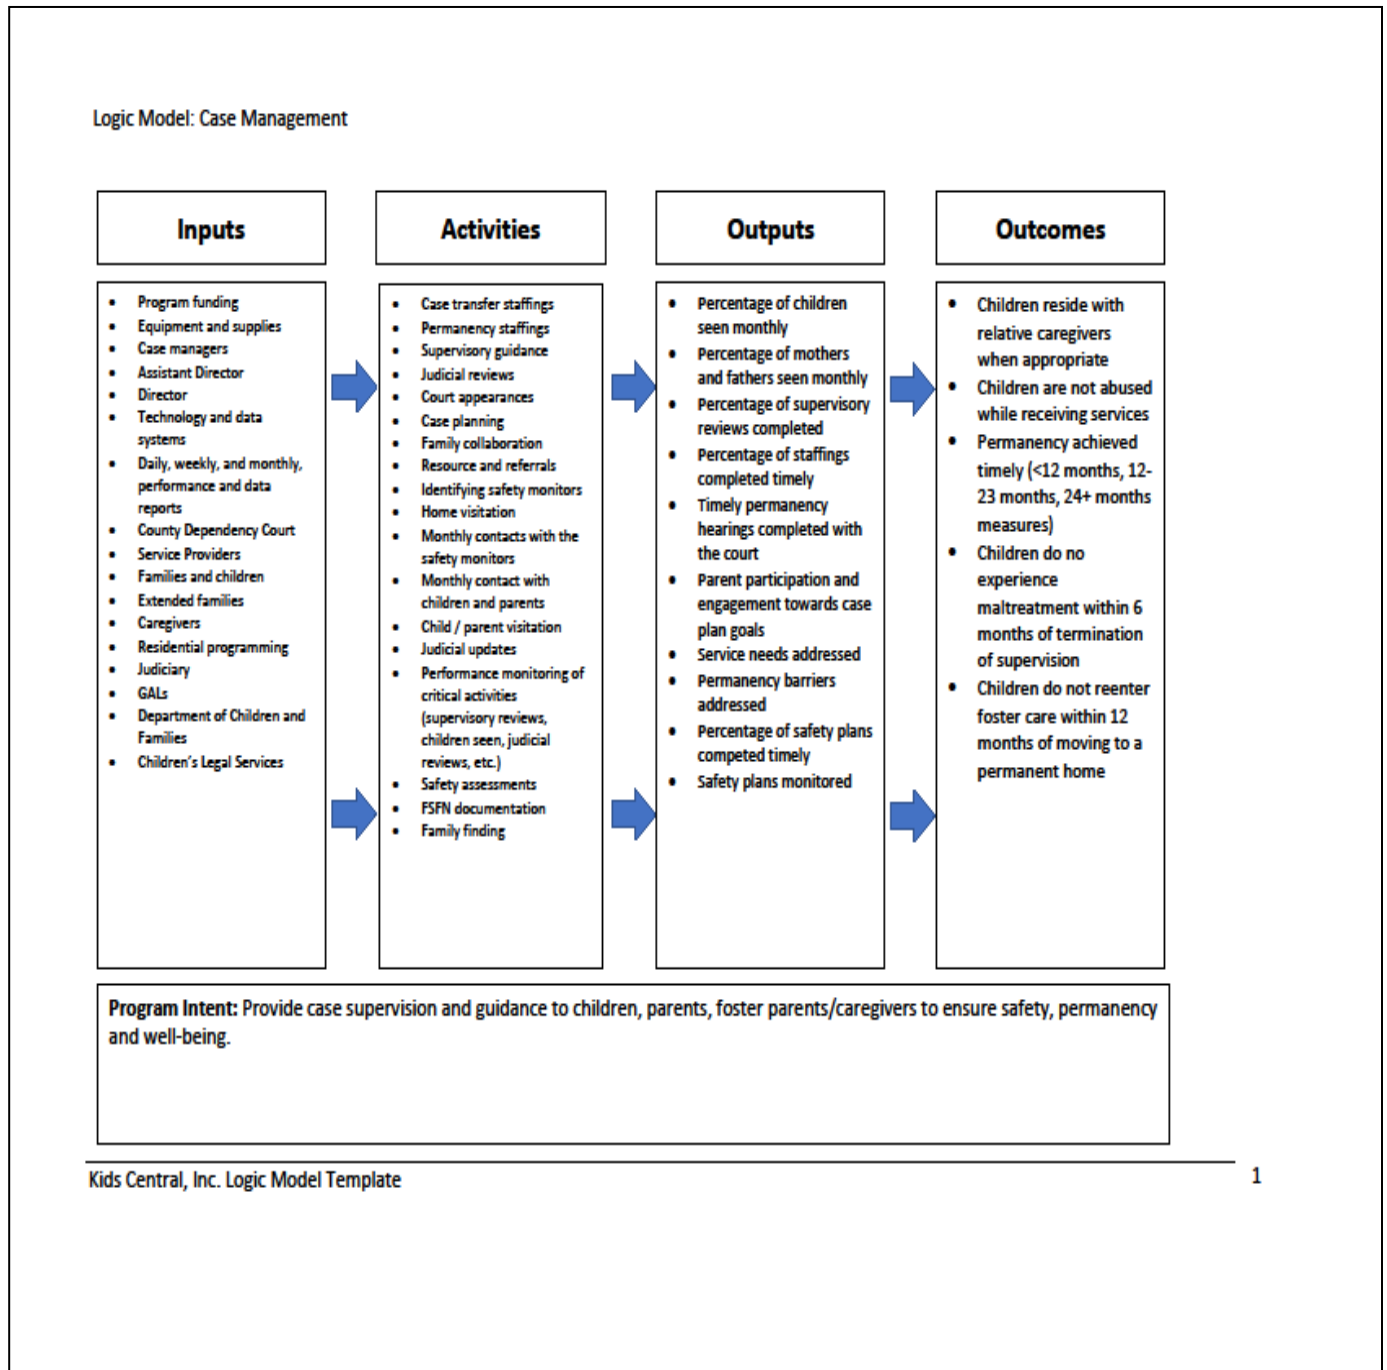 Logic Model: Case Management
Inputs
• Program funding
• Equipment and supplies
• Case managers
• Assistant Director
• Director
• Technology and data
systems
• Daily, weekly, and monthly,
performance and data
reports
• County Dependency Court
• Service Providers
• Families and children
• Extended families
• Caregivers
• Residential programming
• Judiciary
• GALs
• Department of Children and
Families
• Children's Legal Services
Activities
• Case transfer staffings
• Permanency staffings
• Supervisory guidance
• Judicial reviews
• Court appearances
• Case planning
• Family collaboration
• Resource and referrals
• Identifying safety monitors
• Home visitation
• Monthly contacts with the
safety monitors
• Monthly contact with
children and parents
• Child / parent visitation
• Judicial updates
• Performance monitoring of
critical activities
(supervisory reviews,
children seen, judicial
reviews, etc.)
• Safety assessments
• FSFN documentation
• Family finding
Outputs
• Percentage of children
seen monthly
• Percentage of mothers
and fathers seen monthly
• Percentage of supervisory
reviews completed
• Percentage of staffings
completed timely
• Timely permanency
hearings completed with
the court
• Parent participation and
engagement towards case
plan goals
• Service needs addressed
• Permanency barriers
addressed
• Percentage of safety plans
competed timely
• Safety plans monitored
Outcomes
• Children reside with
relative caregivers
when appropriate
• Children are not abused
while receiving services
• Permanency achieved
timely (<12 months, 12-
23 months, 24+ months
measures)
• Children do no
experience
maltreatment within 6
months of termination
of supervision
• Children do not reenter
foster care within 12
months of moving to a
permanent home
Program Intent: Provide case supervision and guidance to children, parents, foster parents/caregivers to ensure safety, permanency
and well-being.
Kids Central, Inc. Logic Model Template
1